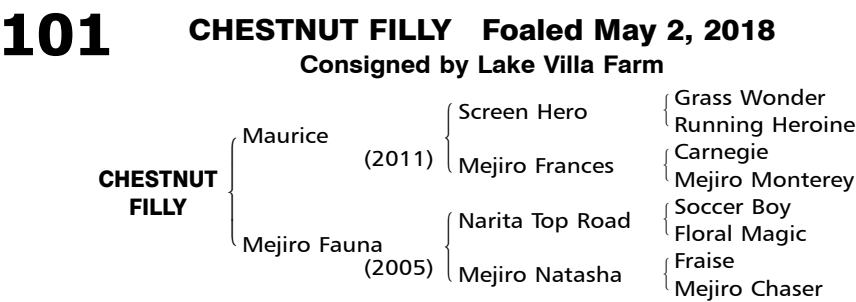 101
CHESTNUT FILLY Foaled May 2, 2018
Consigned by Lake Villa Farm
Grass Wonder
Screen Hero
Running Heroine
Maurice
(2011)
Carnegie
Mejiro Frances
Mejiro Monterey
CHESTNUT
FILLY
Soccer Boy
Narita Top Road
Floral Magic
Mejiro Fauna
(2005)
Fraise
Mejiro Natasha
Mejiro Chaser